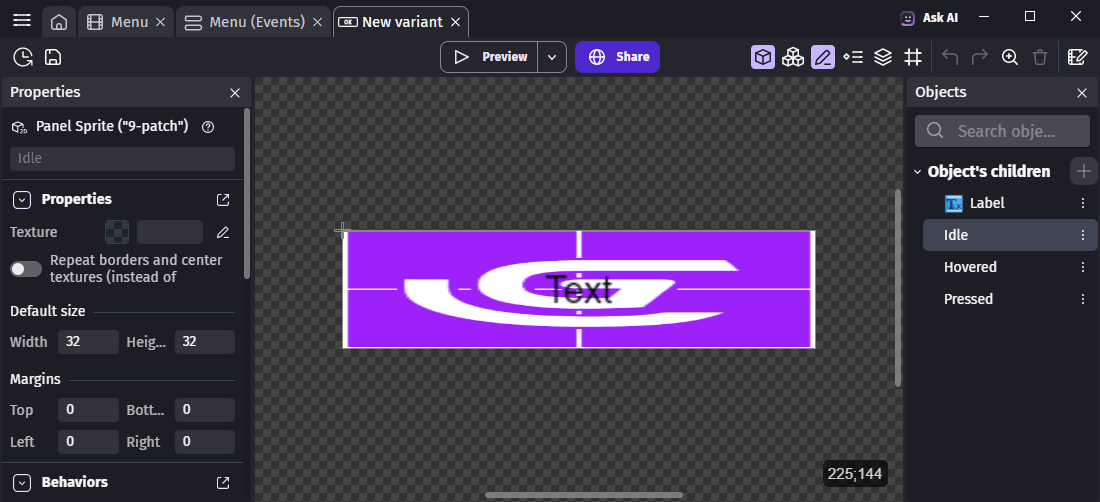 Menu
Menu (Events)
OK
New variant
Ask AI
Preview
Share
Properties
Objects
2D
Panel Sprite ("9-patch")
Idle
Properties
Texture
Repeat borders and center
textures (instead of
Default size
Width 32 Heig... 32
Margins
Top 0 Bott... 0
Left 0 Right 0
Behaviors
Text
225;144
Search obje...
Object's children
Label
Idle
Hovered
Pressed